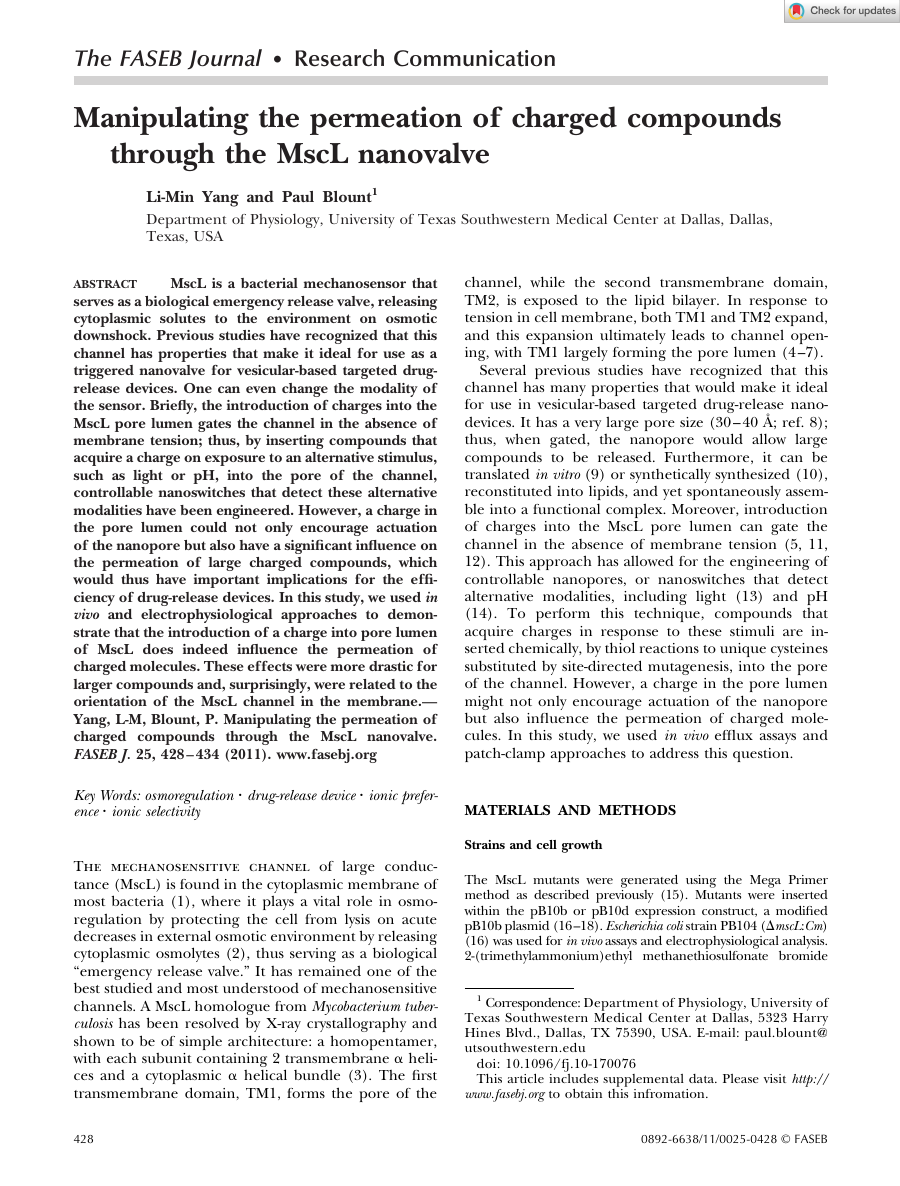 Check for updates
The FASEB Journal • Research Communication
Manipulating the permeation of charged compounds
through the MscL nanovalve
Li-Min Yang and Paul Blount1
Department of Physiology, University of Texas Southwestern Medical Center at Dallas, Dallas,
Texas, USA
ABSTRACT MscL is a bacterial mechanosensor that
serves as a biological emergency release valve, releasing
cytoplasmic solutes to the environment on osmotic
downshock. Previous studies have recognized that this
channel has properties that make it ideal for use as a
triggered nanovalve for vesicular-based targeted drug-
release devices. One can even change the modality of
the sensor. Briefly, the introduction of charges into the
MscL pore lumen gates the channel in the absence of
membrane tension; thus, by inserting compounds that
acquire a charge on exposure to an alternative stimulus,
such as light or pH, into the pore of the channel,
controllable nanoswitches that detect these alternative
modalities have been engineered. However, a charge in
the pore lumen could not only encourage actuation
of the nanopore but also have a significant influence on
the permeation of large charged compounds, which
would thus have important implications for the effi-
ciency of drug-release devices. In this study, we used in
vivo and electrophysiological approaches to demon-
strate that the introduction of a charge into pore lumen
of MscL does indeed influence the permeation of
charged molecules. These effects were more drastic for
larger compounds and, surprisingly, were related to the
orientation of the MscL channel in the membrane.—
Yang, L-M, Blount, P. Manipulating the permeation of
charged compounds through the MscL nanovalve.
FASEB J. 25, 428–434 (2011). www.fasebj.org
Key Words: osmoregulation · drug-release device · ionic prefer-
ence · ionic selectivity
THE MECHANOSENSITIVE CHANNEL of large conduc-
tance (MscL) is found in the cytoplasmic membrane of
most bacteria (1), where it plays a vital role in osmo-
regulation by protecting the cell from lysis on acute
decreases in external osmotic environment by releasing
cytoplasmic osmolytes (2), thus serving as a biological
“emergency release valve.” It has remained one of the
best studied and most understood of mechanosensitive
channels. A MscL homologue from Mycobacterium tuber-
culosis has been resolved by X-ray crystallography and
shown to be of simple architecture: a homopentamer,
with each subunit containing 2 transmembrane α heli-
ces and a cytoplasmic α helical bundle (3). The first
transmembrane domain, TM1, forms the pore of the
channel, while the second transmembrane domain,
TM2, is exposed to the lipid bilayer. In response to
tension in cell membrane, both TM1 and TM2 expand,
and this expansion ultimately leads to channel open-
ing, with TM1 largely forming the pore lumen (4–7).
Several previous studies have recognized that this
channel has many properties that would make it ideal
for use in vesicular-based targeted drug-release nano-
devices. It has a very large pore size (30–40 Å; ref. 8);
thus, when gated, the nanopore would allow large
compounds to be released. Furthermore, it can be
translated in vitro (9) or synthetically synthesized (10),
reconstituted into lipids, and yet spontaneously assem-
ble into a functional complex. Moreover, introduction
of charges into the MscL pore lumen can gate the
channel in the absence of membrane tension (5, 11,
12). This approach has allowed for the engineering of
controllable nanopores, or nanoswitches that detect
alternative modalities, including light (13) and pH
(14). To perform this technique, compounds that
acquire charges in response to these stimuli are in-
serted chemically, by thiol reactions to unique cysteines
substituted by site-directed mutagenesis, into the pore
of the channel. However, a charge in the pore lumen
might not only encourage actuation of the nanopore
but also influence the permeation of charged mole-
cules. In this study, we used in vivo efflux assays and
patch-clamp approaches to address this question.
MATERIALS AND METHODS
Strains and cell growth
The MscL mutants were generated using the Mega Primer
method as described previously (15). Mutants were inserted
within the pB10b or pB10d expression construct, a modified
pB10b plasmid (16–18). Escherichia coli strain PB104 (ΔmscL:Cm)
(16) was used for in vivo assays and electrophysiological analysis.
2-(trimethylammonium)ethyl methanethiosulfonate bromide
1 Correspondence: Department of Physiology, University of
Texas Southwestern Medical Center at Dallas, 5323 Harry
Hines Blvd., Dallas, TX 75390, USA. E-mail: paul.blount@
utsouthwestern.edu
doi: 10.1096/fj.10-170076
This article includes supplemental data. Please visit http://
www.fasebj.org to obtain this infromation.
428
0892-6638/11/0025-0428 © FASEB